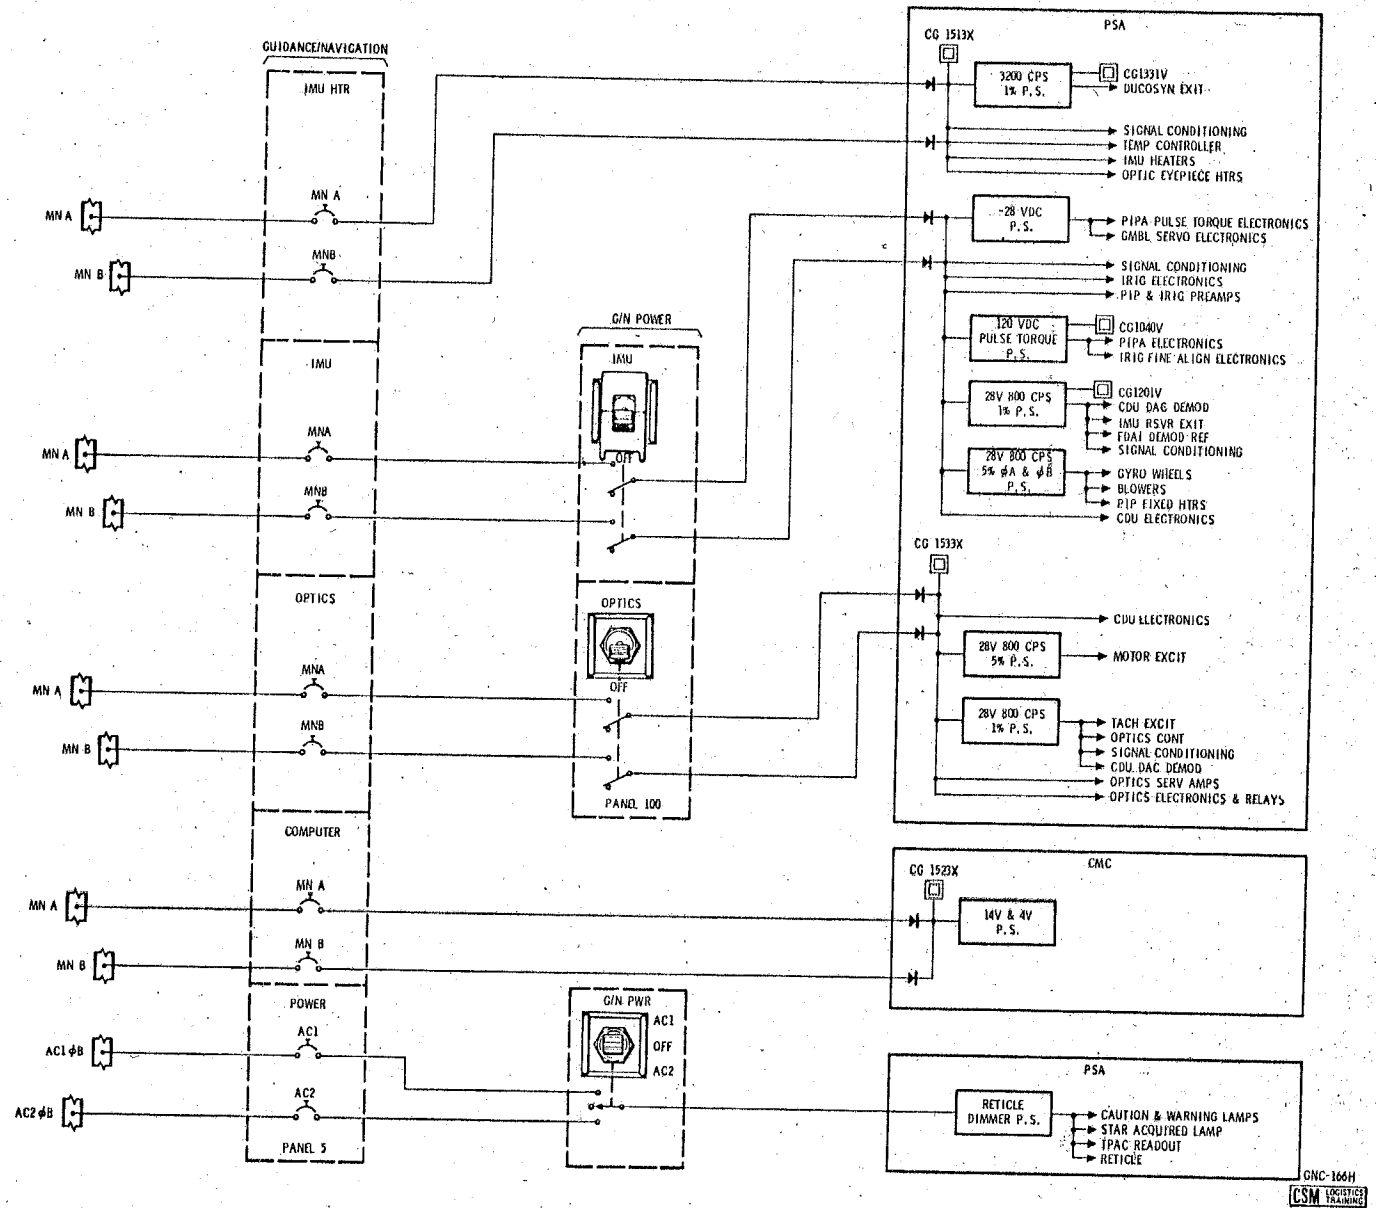 GUIDANCE/NAVIGATION
IMU HTR
MN A
MN A
MN B
MNB
IMU
MN A
MNA
MN B
MNB
OPTICS
MN A
MNA
MN B
MNB
COMPUTER
MN A
MN A
MN B
MN B
POWER
AC1 φB
AC1
AC2 φB
AC2
PANEL 5
G/N POWER
IMU
OFF
OPTICS
OFF
PANEL 100
G/N PWR
AC1
OFF
AC2
PSA
CG 1513X
3200 CPS
1% P.S.
CG1331V
DUCOSYN EXIT
SIGNAL CONDITIONING
TEMP CONTROLLER
IMU HEATERS
OPTIC EYEPIECE HTRS
-28 VDC
P.S.
PIPA PULSE TORQUE ELECTRONICS
GMBL SERVO ELECTRONICS
SIGNAL CONDITIONING
IRIG ELECTRONICS
PIP & IRIG PREAMPS
120 VDC
PULSE TORQUE
P.S.
CG1040V
PIPA ELECTRONICS
IRIG FINE ALIGN ELECTRONICS
28V 800 CPS
1% P.S.
CG1201V
CDU DAC DEMOD
IMU RSVR EXIT
FDAI DEMOD REF
SIGNAL CONDITIONING
28V 800 CPS
5% φA & φB
P.S.
GYRO WHEELS
BLOWERS
PIP FIXED HTRS
CDU ELECTRONICS
CG 1533X
CDU ELECTRONICS
28V 800 CPS
5% P.S.
MOTOR EXCIT
28V 800 CPS
1% P.S.
TACH EXCIT
OPTICS CONT
SIGNAL CONDITIONING
CDU DAC DEMOD
OPTICS SERV AMPS
OPTICS ELECTRONICS & RELAYS
CMC
CG 1523X
14V & 4V
P.S.
PSA
RETICLE
DIMMER P.S.
CAUTION & WARNING LAMPS
STAR ACQUIRED LAMP
TPAC READOUT
RETICLE
GNC-166H
CSM LOGISTICS TRAINING